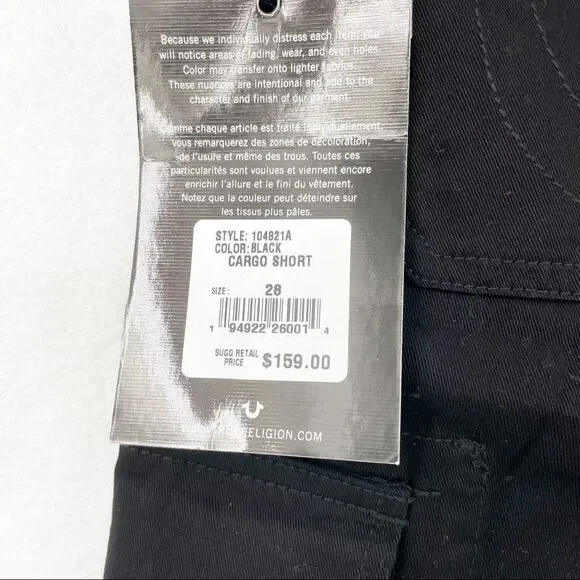 Because we individually distress each item, you
will notice areas of fading, wear, and even holes.
Color may transfer onto lighter fabrics.
These nuances are intentional and add to the
character and finish of our garment.
Comme chaque article est traité individuellement,
vous remarquerez des zones de décoloration,
de l'usure et même des trous. Toutes ces
particularités sont voulues et viennent encore
enrichir l'allure et le fini du vêtement.
Notez que la couleur peut déteindre sur
les tissus plus pâles.
STYLE: 104821A
COLOR: BLACK
CARGO SHORT
SIZE: 28
1 94922 26001 4
SUGG RETAIL
PRICE $159.00
RELIGION.COM